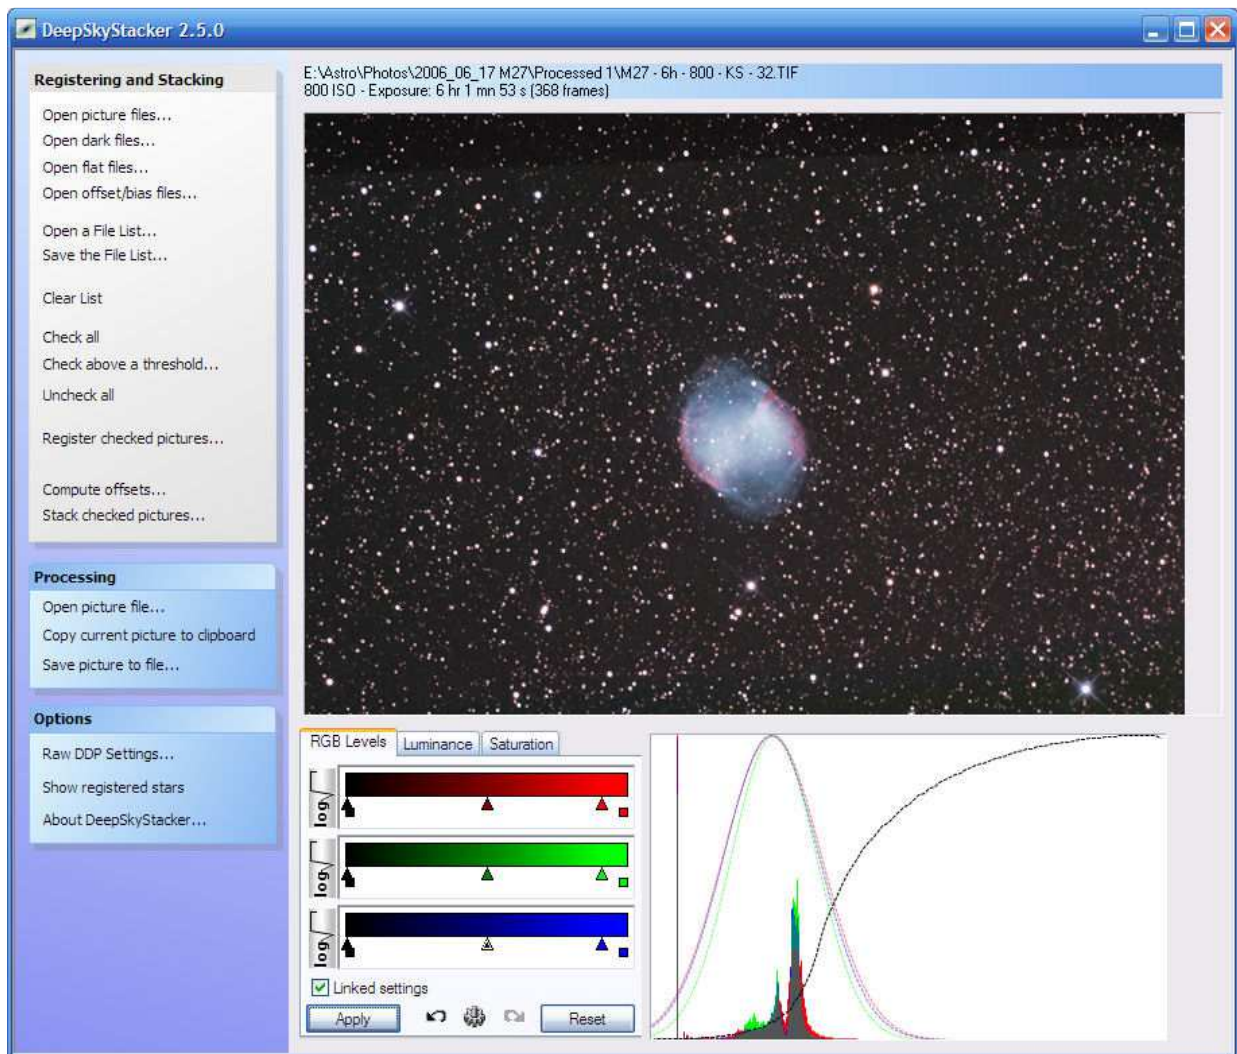 DeepSkyStacker 2.5.0
Registering and Stacking
Open picture files...
Open dark files...
Open flat files...
Open offset/bias files...
Open a File List...
Save the File List...
Clear List
Check all
Check above a threshold...
Uncheck all
Register checked pictures...
Compute offsets...
Stack checked pictures...
Processing
Open picture file...
Copy current picture to clipboard
Save picture to file...
Options
Raw DDP Settings...
Show registered stars
About DeepSkyStacker...
E:\Astro\Photos\2006_06_17 M27\Processed 1\M27 - 6h - 800 - KS - 32.TIF
800 ISO - Exposure: 6 hr 1 mn 53 s (368 frames)
RGB Levels Luminance Saturation
log
log
log
Linked settings
Apply Reset